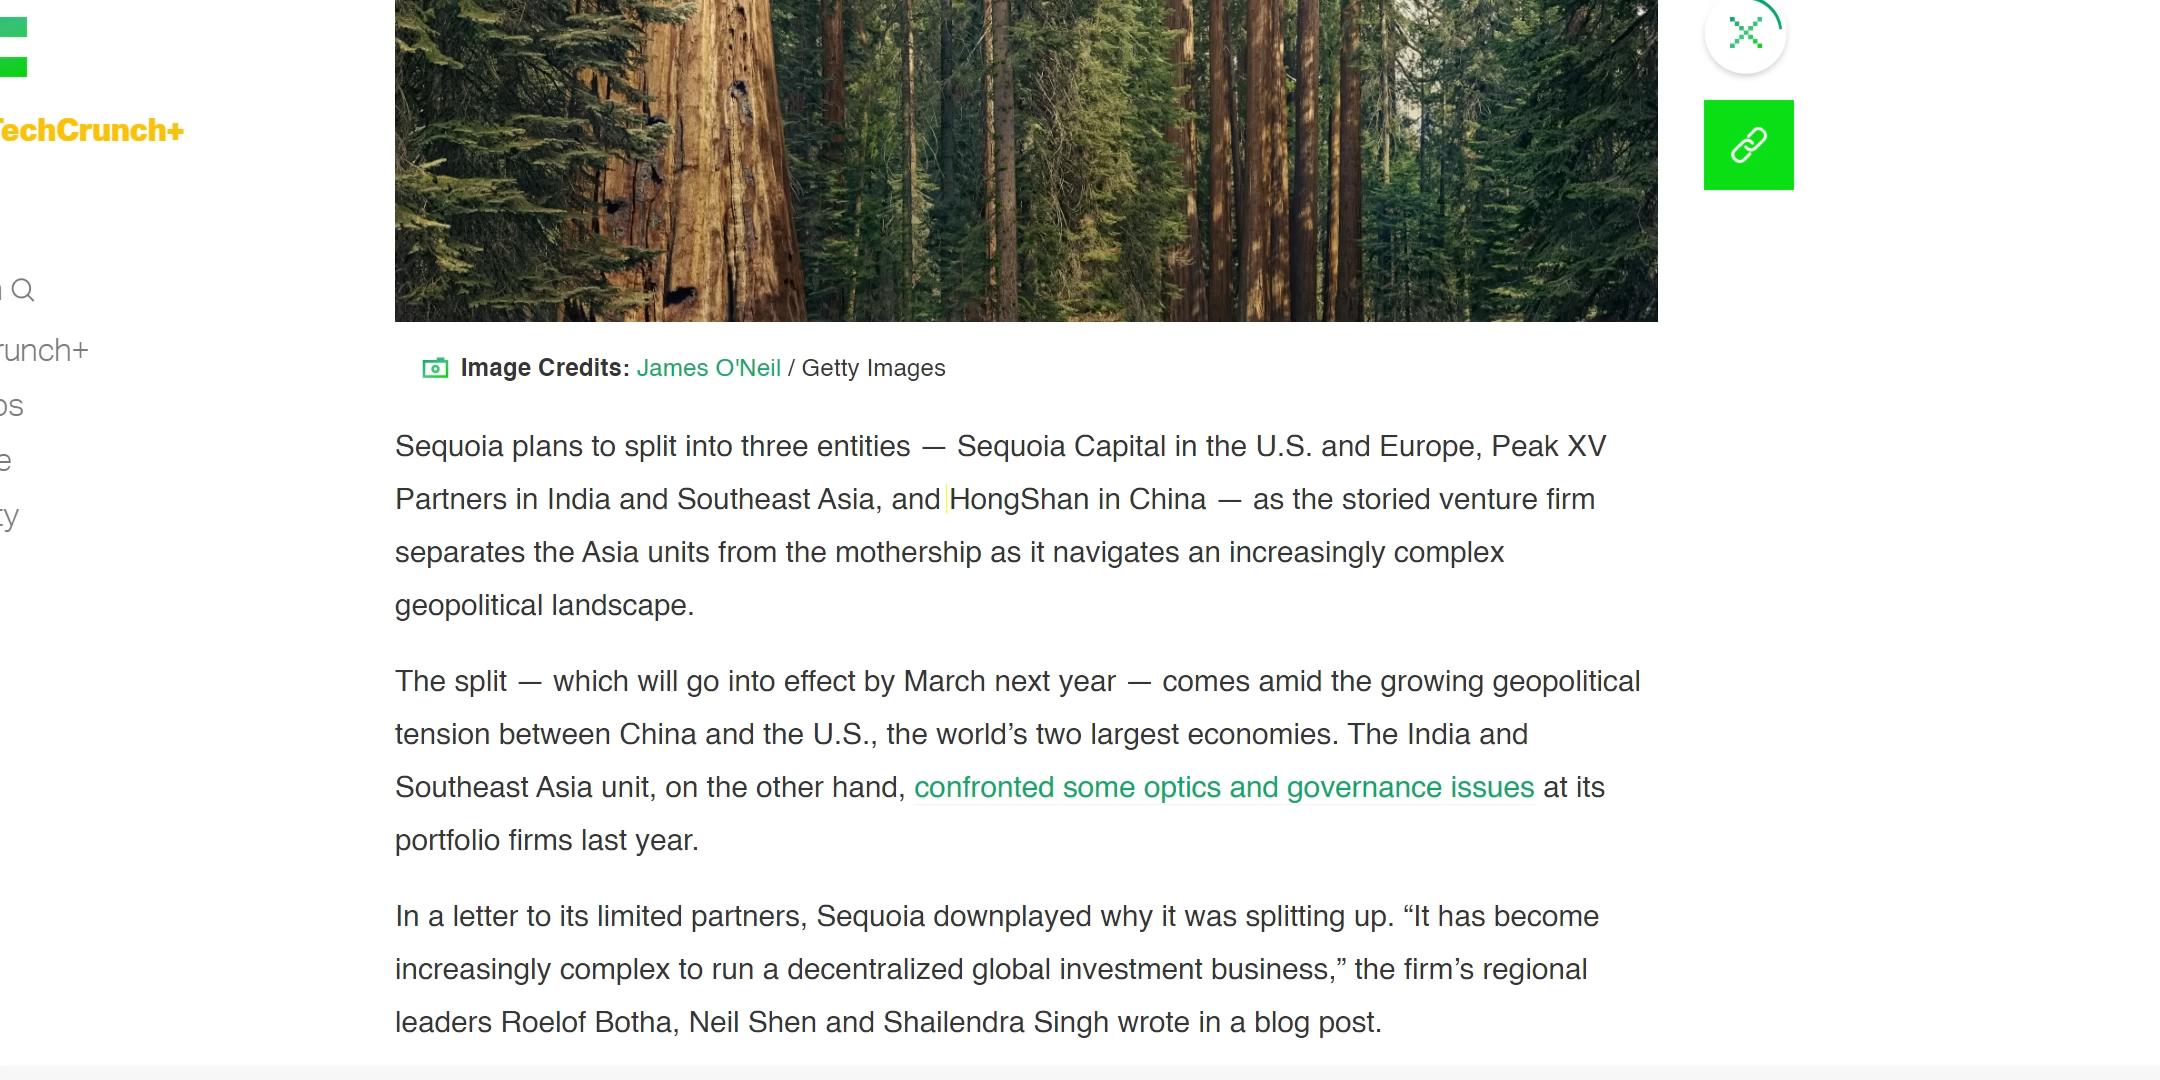 TechCrunch+
runch+
ps
e
ty
Image Credits: James O'Neil / Getty Images
Sequoia plans to split into three entities — Sequoia Capital in the U.S. and Europe, Peak XV
Partners in India and Southeast Asia, and HongShan in China — as the storied venture firm
separates the Asia units from the mothership as it navigates an increasingly complex
geopolitical landscape.
The split — which will go into effect by March next year — comes amid the growing geopolitical
tension between China and the U.S., the world’s two largest economies. The India and
Southeast Asia unit, on the other hand, confronted some optics and governance issues at its
portfolio firms last year.
In a letter to its limited partners, Sequoia downplayed why it was splitting up. “It has become
increasingly complex to run a decentralized global investment business,” the firm’s regional
leaders Roelof Botha, Neil Shen and Shailendra Singh wrote in a blog post.